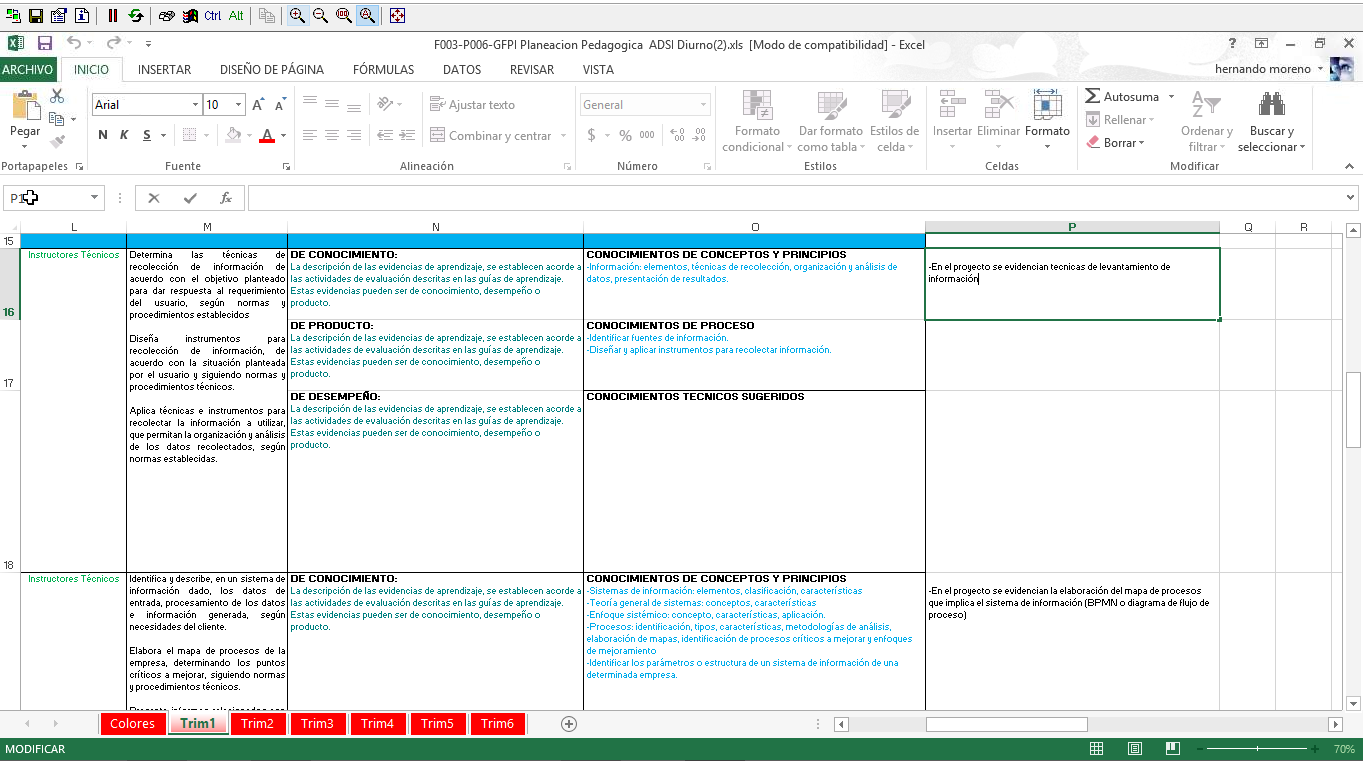 Ctrl Alt
F003-P006-GFPI Planeacion Pedagogica ADSI Diurno(2).xls [Modo de compatibilidad] - Excel
ARCHIVO INICIO INSERTAR DISEÑO DE PÁGINA FÓRMULAS DATOS REVISAR VISTA
hernando moreno
Pegar
Arial 10
N K S
Ajustar texto
Combinar y centrar
General
$ % 000
Formato condicional
Dar formato como tabla
Estilos de celda
Insertar Eliminar Formato
Autosuma
Rellenar
Borrar
Ordenar y filtrar
Buscar y seleccionar
Portapapeles Fuente Alineación Número Estilos Celdas Modificar
fx
L M N O P Q R
15
16
Instructores Técnicos
Determina las técnicas de
recolección de información de
acuerdo con el objetivo planteado
para dar respuesta al requerimiento
del usuario, según normas y
procedimientos establecidos
Diseña instrumentos para
recolección de información, de
acuerdo con la situación planteada
por el usuario y siguiendo normas y
procedimientos técnicos.
Aplica técnicas e instrumentos para
recolectar la información a utilizar,
que permitan la organización y análisis
de los datos recolectados, según
normas establecidas.
DE CONOCIMIENTO:
La descripción de las evidencias de aprendizaje, se establecen acorde a
las actividades de evaluación descritas en las guías de aprendizaje.
Estas evidencias pueden ser de conocimiento, desempeño o
producto.
CONOCIMIENTOS DE CONCEPTOS Y PRINCIPIOS
-Información: elementos, técnicas de recolección, organización y análisis de
datos, presentación de resultados.
-En el proyecto se evidencian tecnicas de levantamiento de
información
17
DE PRODUCTO:
La descripción de las evidencias de aprendizaje, se establecen acorde a
las actividades de evaluación descritas en las guías de aprendizaje.
Estas evidencias pueden ser de conocimiento, desempeño o
producto.
CONOCIMIENTOS DE PROCESO
-Identificar fuentes de información.
-Diseñar y aplicar instrumentos para recolectar información.
18
DE DESEMPEÑO:
La descripción de las evidencias de aprendizaje, se establecen acorde a
las actividades de evaluación descritas en las guías de aprendizaje.
Estas evidencias pueden ser de conocimiento, desempeño o
producto.
CONOCIMIENTOS TECNICOS SUGERIDOS
Instructores Técnicos
Identifica y describe, en un sistema de
información dado, los datos de
entrada, procesamiento de los datos
e información generada, según
necesidades del cliente.
Elabora el mapa de procesos de la
empresa, determinando los puntos
críticos a mejorar, siguiendo normas
y procedimientos técnicos.
DE CONOCIMIENTO:
La descripción de las evidencias de aprendizaje, se establecen acorde a
las actividades de evaluación descritas en las guías de aprendizaje.
Estas evidencias pueden ser de conocimiento, desempeño o
producto.
CONOCIMIENTOS DE CONCEPTOS Y PRINCIPIOS
-Sistemas de información: elementos, clasificación, características
-Teoría general de sistemas: conceptos, características
-Enfoque sistémico: concepto, características, aplicación.
-Procesos: identificación, tipos, características, metodologías de análisis,
elaboración de mapas, identificación de procesos críticos a mejorar y enfoques
de mejoramiento
-Identificar los parámetros o estructura de un sistema de información de una
determinada empresa.
-En el proyecto se evidencian la elaboración del mapa de procesos
que implica el sistema de información (BPMN o diagrama de flujo de
proceso)
Colores Trim1 Trim2 Trim3 Trim4 Trim5 Trim6
MODIFICAR
70%